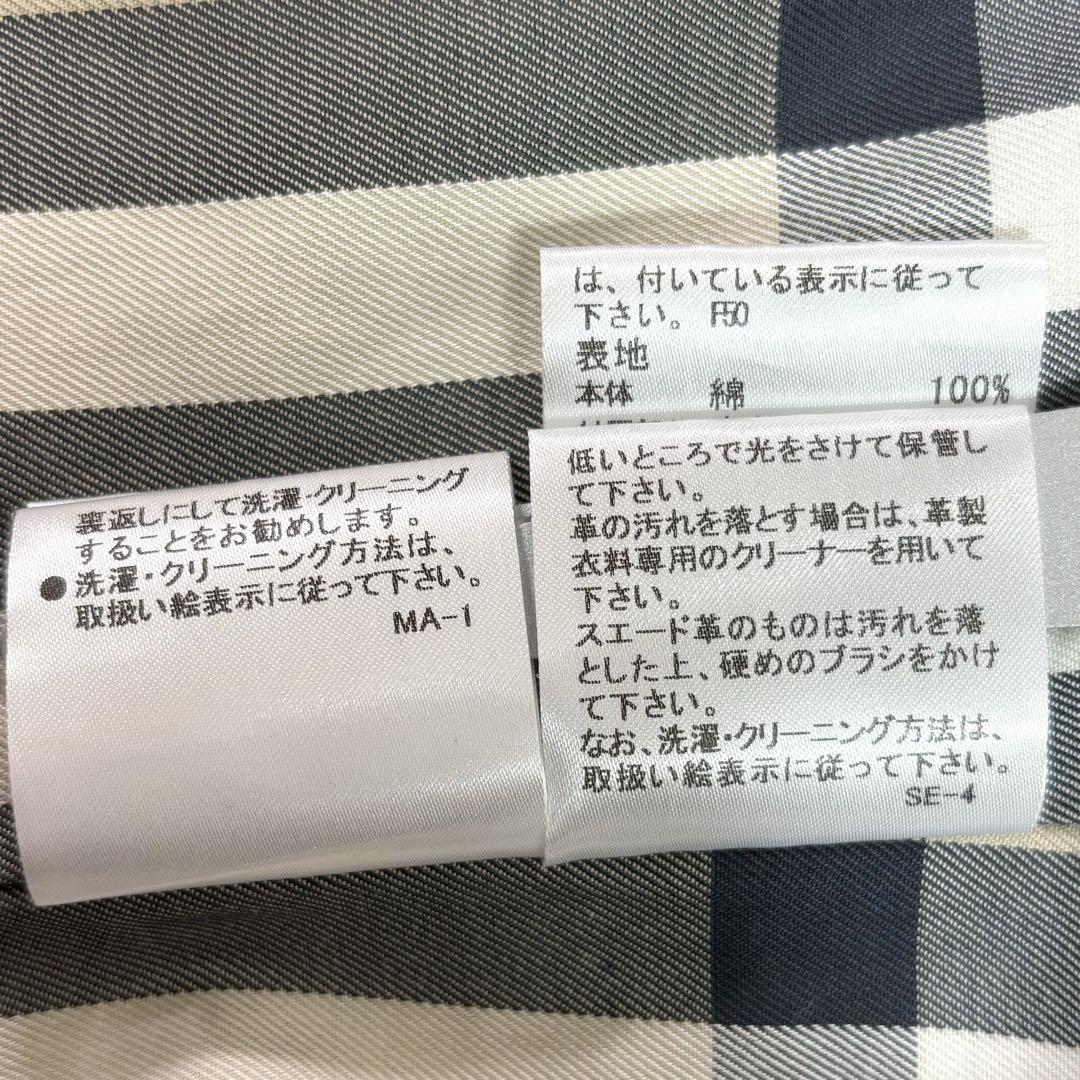 は、付いている表示に従って
下さい。 F50
表地
本体 綿 100%
裏返しにして洗濯・クリーニング
することをお勧めします。
●洗濯・クリーニング方法は、
取扱い絵表示に従って下さい。
MA-1
低いところで光をさけて保管し
て下さい。
革の汚れを落とす場合は、革製
衣料専用のクリーナーを用いて
下さい。
スエード革のものは汚れを落
とした上、硬めのブラシをかけ
て下さい。
なお、洗濯・クリーニング方法は、
取扱い絵表示に従って下さい。
SE-4